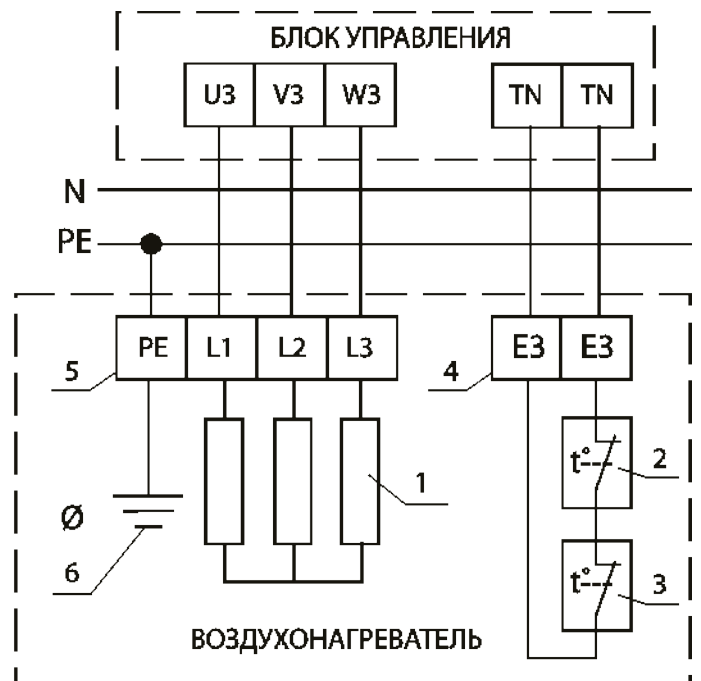 БЛОК УПРАВЛЕНИЯ
U3 V3 W3 TN TN
N
PE
PE L1 L2 L3 E3 E3
5 4
t° 2
1
Ø
6
t° 3
ВОЗДУХОНАГРЕВАТЕЛЬ